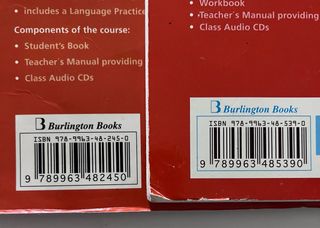 • includes a Language Practice
Components of the course:
• Student's Book
• Teacher's Manual providing
• Class Audio CDs
Burlington Books
ISBN 978-9963-48-245-0
9 789963 482450
• Workbook
• Teacher's Manual providing
• Class Audio CDs
Burlington Books
ISBN 978-9963-48-539-0
9 789963 485390